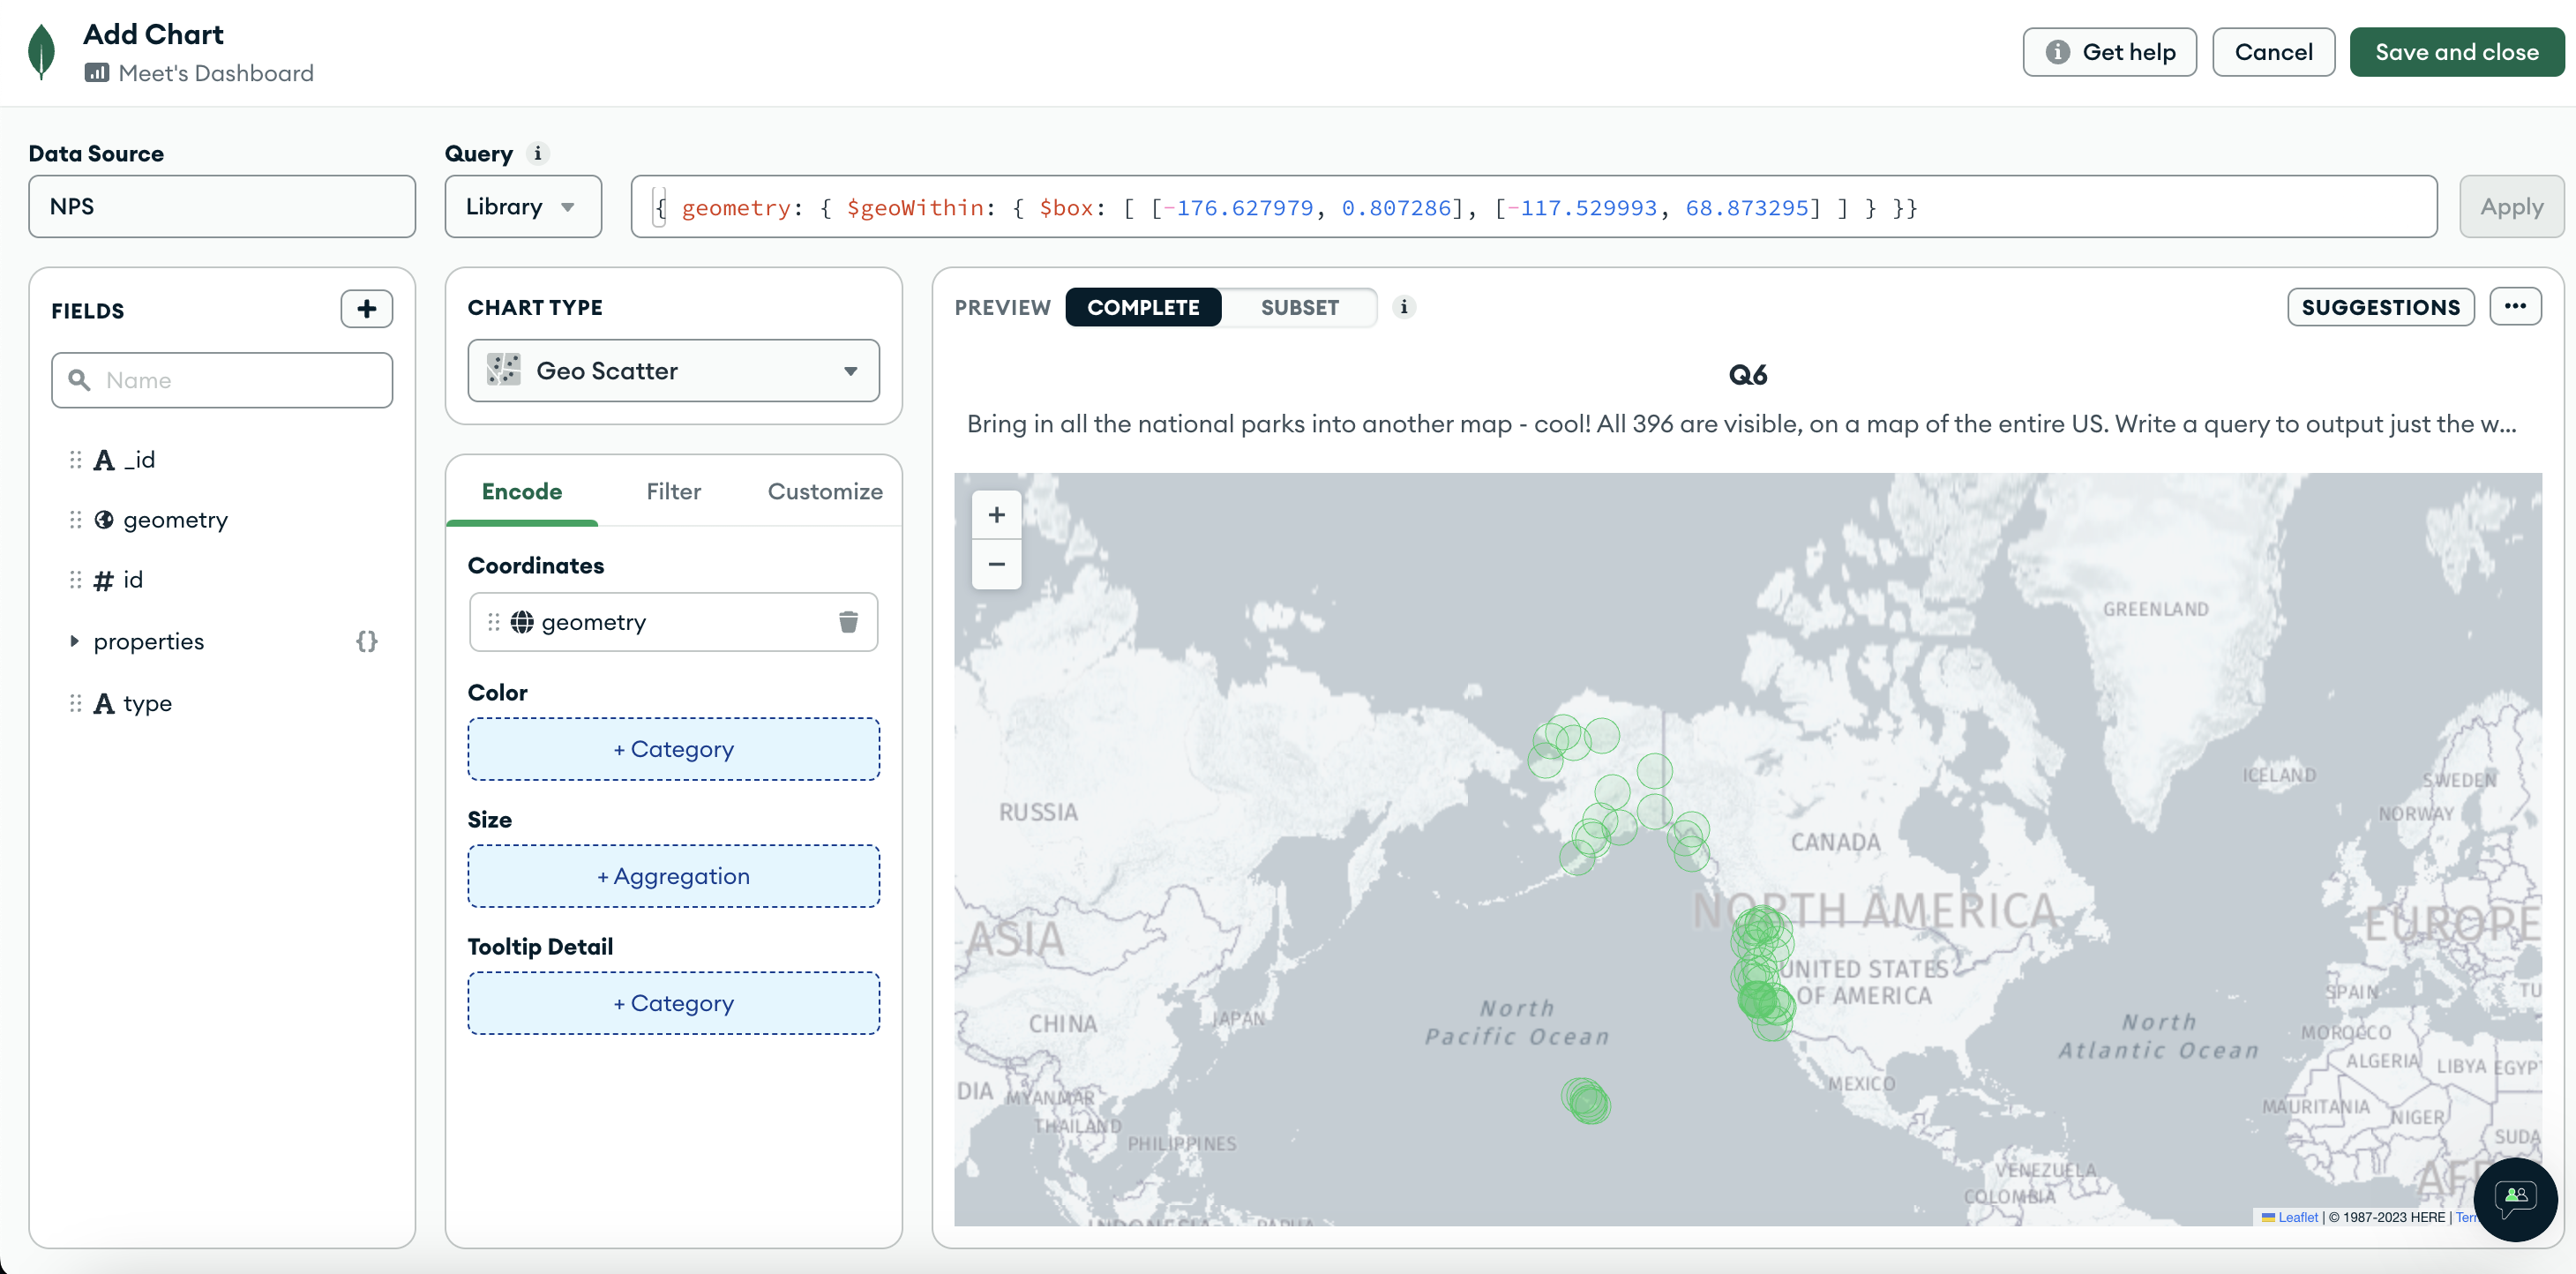 Add Chart
Meet's Dashboard
Get help
Cancel
Save and close
Data Source
Query
NPS
Library
{ geometry: { $geoWithin: { $box: [ [-176.627979, 0.807286], [-117.529993, 68.873295] ] } }}
Apply
FIELDS
Name
_id
geometry
# id
properties {}
type
CHART TYPE
Geo Scatter
Encode
Filter
Customize
Coordinates
geometry
Color
+ Category
Size
+ Aggregation
Tooltip Detail
+ Category
PREVIEW
COMPLETE
SUBSET
SUGGESTIONS
Q6
Bring in all the national parks into another map - cool! All 396 are visible, on a map of the entire US. Write a query to output just the w...
+
−
GREENLAND
ICELAND
SWEDEN
NORWAY
RUSSIA
CANADA
NORTH AMERICA
EUROPE
ASIA
UNITED STATES
OF AMERICA
SPAIN
TU
North
Pacific Ocean
CHINA
JAPAN
North
Atlantic Ocean
MOROCCO
ALGERIA
LIBYA
EGYP
DIA
MYANMAR
MEXICO
MAURITANIA
NIGER
THAILAND
PHILIPPINES
SUDA
VENEZUELA
COLOMBIA
AF
INDONESIA
PAPUA
Leaflet | © 1987-2023 HERE | Tern